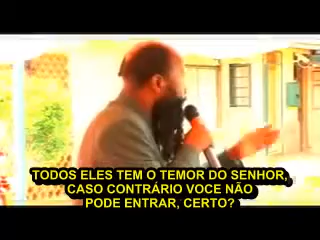 TODOS ELES TEM O TEMOR DO SENHOR,
CASO CONTRÁRIO VOCE NÃO
PODE ENTRAR, CERTO?